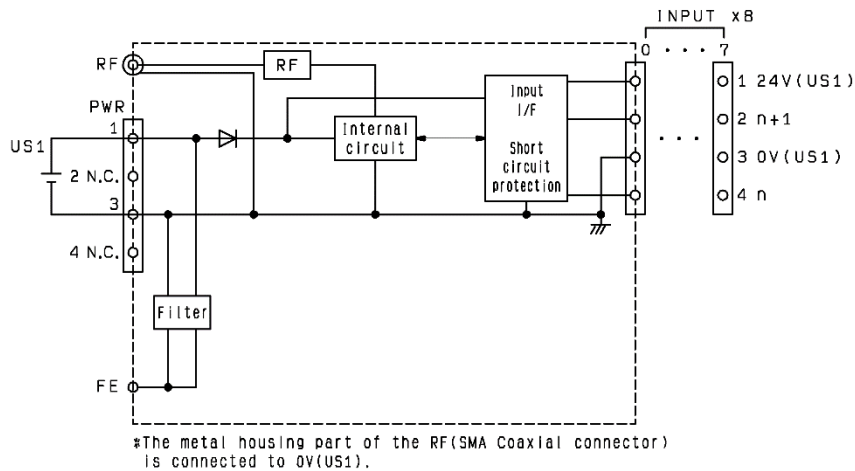 INPUT x8
0 . . . 7
RF
RF
PWR
1
US1
2 N.C.
3
4 N.C.
Internal
circuit
Input
I/F
Short
circuit
protection
. . .
1 24V(US1)
2 n+1
3 0V(US1)
4 n
Filter
FE
*The metal housing part of the RF(SMA Coaxial connector)
is connected to 0V(US1).